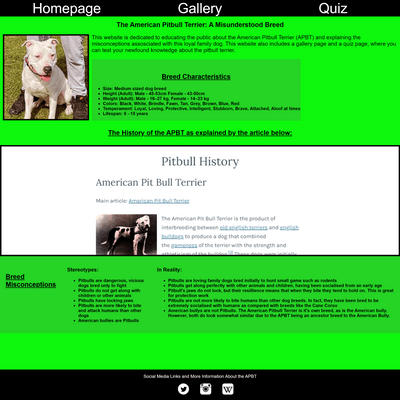 Homepage Gallery Quiz
The American Pitbull Terrier: A Misunderstood Breed
This website is dedicated to educating the public about the American Pitbull Terrier (APBT) and explaining the
misconceptions associated with this loyal family dog. This website also includes a gallery page and a quiz page, where you
can test your newfound knowledge about the pitbull terrier.
Breed Characteristics
Size: Medium sized dog breed
Height (Adult): Male - 45-53cm Female - 43-50cm
Weight (Adult): Male - 16-27 kg, Female - 14-23 kg
Colors: Black, White, Brindle, Fawn, Tan, Grey, Brown, Blue, Red
Temperament: Loyal, Loving, Protective, Intelligent, Stubborn, Brave, Attached, Aloof at times
Lifespan: 8 - 15 years
The History of the APBT as explained by the article below:
Pitbull History
American Pit Bull Terrier
Main article: American Pit Bull Terrier
The American Pit Bull Terrier is the product of
interbreeding between old english terriers and english
bulldogs to produce a dog that combined
the gameness of the terrier with the strength and
athleticism of the bulldog. These dogs were initially
Breed
Misconceptions
Stereotypes:
Pitbulls are dangerous, vicious
dogs bred only to fight
Pitbulls do not get along with
children or other animals
Pitbulls have locking jaws
Pitbulls are more likely to bite
and attack humans than other
dogs
American bullies are Pitbulls
In Reality:
Pitbulls are loving family dogs bred initially to hunt small game such as rodents
Pitbulls get along perfectly with other animals and children, having been socialised from an early age
Pitbull's jaws do not lock, but their resilience means that when they bite they tend to hold on. This is great
for protection work
Pitbulls are not more likely to bite humans than other dog breeds. In fact, they have been bred to be
extremely submissive with humans as compared with breeds like the Cane Corso
American bullys are not Pitbulls. The American Pitbull Terrier is it's own breed, as is the American bully.
However, both do look somewhat similar due to the APBT being an ancestor breed to the American Bully.
Social Media Links and More Information About the APBT
W